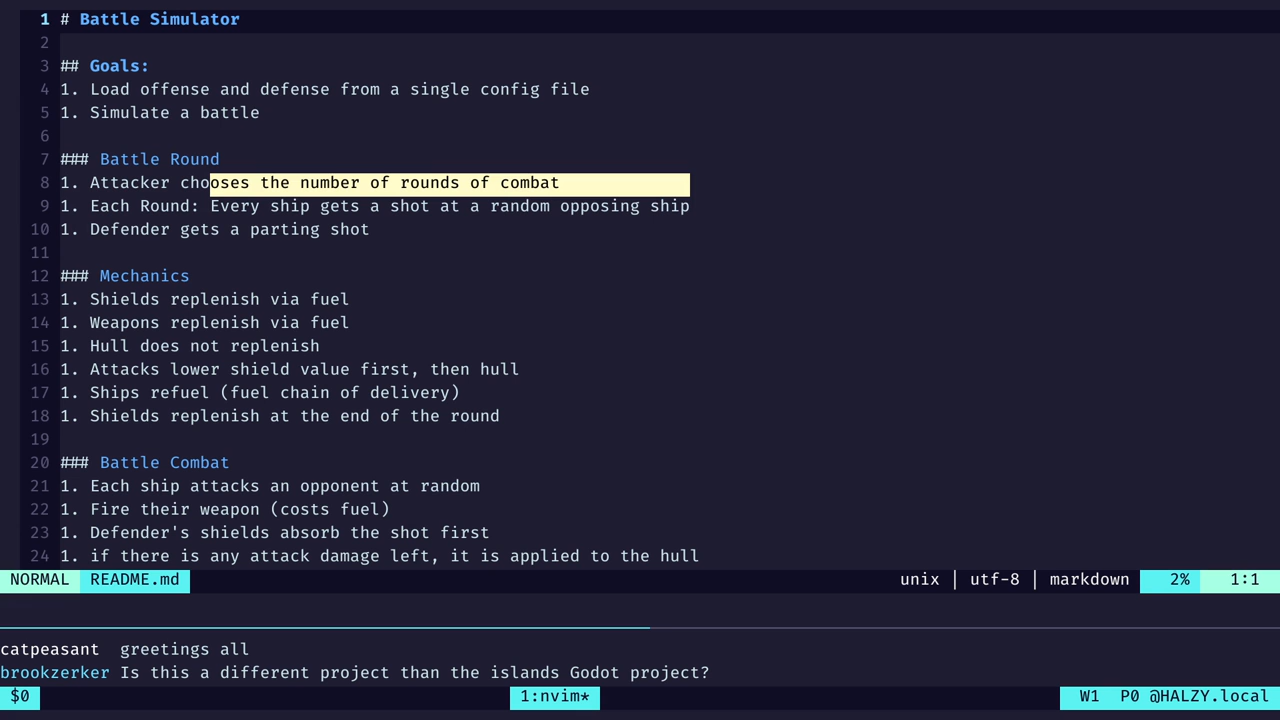 1 # Battle Simulator
2
3 ## Goals:
4 1. Load offense and defense from a single config file
5 1. Simulate a battle
6
7 ### Battle Round
8 1. Attacker chooses the number of rounds of combat
9 1. Each Round: Every ship gets a shot at a random opposing ship
10 1. Defender gets a parting shot
11
12 ### Mechanics
13 1. Shields replenish via fuel
14 1. Weapons replenish via fuel
15 1. Hull does not replenish
16 1. Attacks lower shield value first, then hull
17 1. Ships refuel (fuel chain of delivery)
18 1. Shields replenish at the end of the round
19
20 ### Battle Combat
21 1. Each ship attacks an opponent at random
22 1. Fire their weapon (costs fuel)
23 1. Defender's shields absorb the shot first
24 1. if there is any attack damage left, it is applied to the hull
NORMAL README.md unix | utf-8 | markdown 2% 1:1
catpeasant greetings all
brookzerker Is this a different project than the islands Godot project?
$0 1:nvim* W1 P0 @HALZY.local